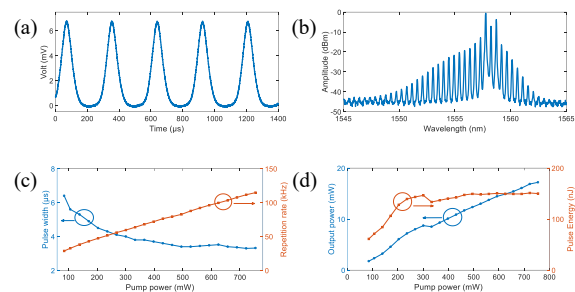 (a)
6
4
2
0
Volt (mV)
0 200 400 600 800 1000 1200 1400
Time (µs)
(b)
0
-10
-20
-30
-40
-50
Amplitude (dBm)
1545 1550 1555 1560 1565
Wavelength (nm)
(c)
8
6
4
2
Pulse width (µs)
150
100
50
0
Repetition rate (kHz)
100 200 300 400 500 600 700
Pump power (mW)
(d)
20
10
0
Output power (mW)
200
100
0
Pulse Energy (nJ)
0 100 200 300 400 500 600 700 800
Pump power (mW)